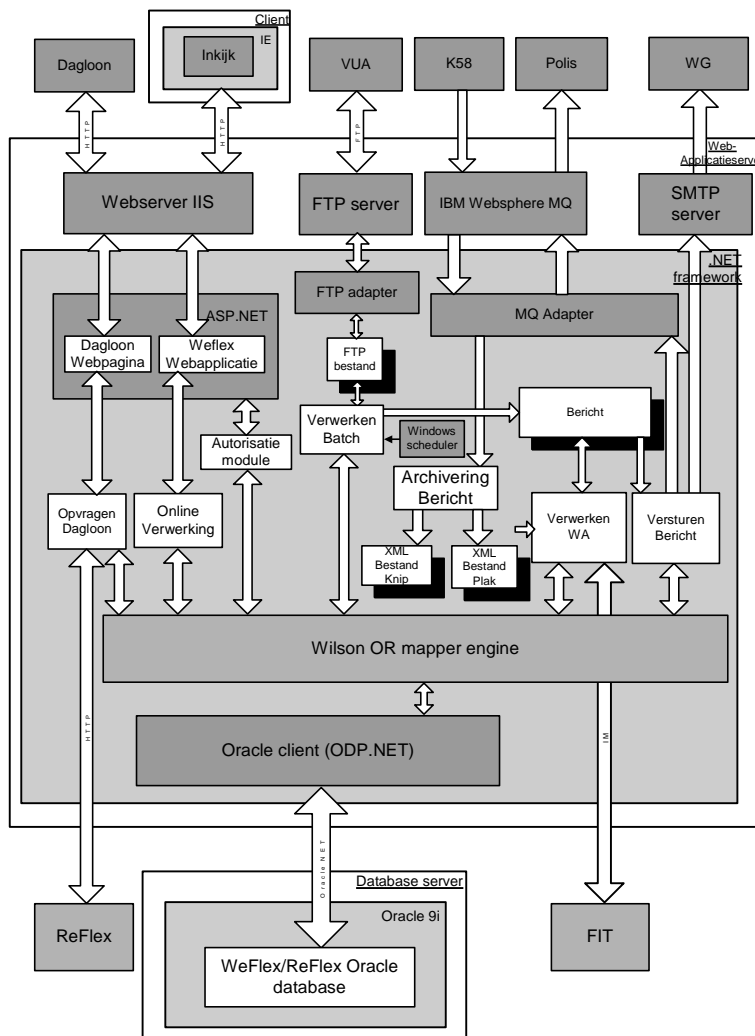 Client
IE
Inkijk
Dagloon
VUA
K58
Polis
WG
HTTP
HTTP
FTP
Web-
Applicatieserve
Webserver IIS
FTP server
IBM Websphere MQ
SMTP
server
.NET
framework
ASP.NET
FTP adapter
MQ Adapter
Dagloon
Webpagina
Weflex
Webapplicatie
FTP
bestand
Verwerken
Batch
Windows
scheduler
Bericht
Autorisatie
module
Archivering
Bericht
Opvragen
Dagloon
Online
Verwerking
Verwerken
WA
Versturen
Bericht
XML
Bestand
Knip
XML
Bestand
Plak
Wilson OR mapper engine
HTTP
IM
Oracle client (ODP.NET)
Oracle NET
Database server
Oracle 9i
ReFlex
FIT
WeFlex/ReFlex Oracle
database